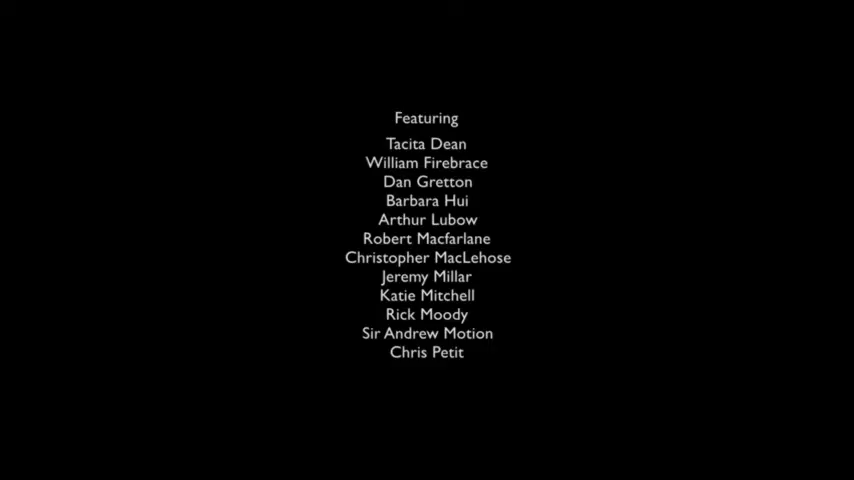 Featuring
Tacita Dean
William Firebrace
Dan Gretton
Barbara Hui
Arthur Lubow
Robert Macfarlane
Christopher MacLehose
Jeremy Millar
Katie Mitchell
Rick Moody
Sir Andrew Motion
Chris Petit